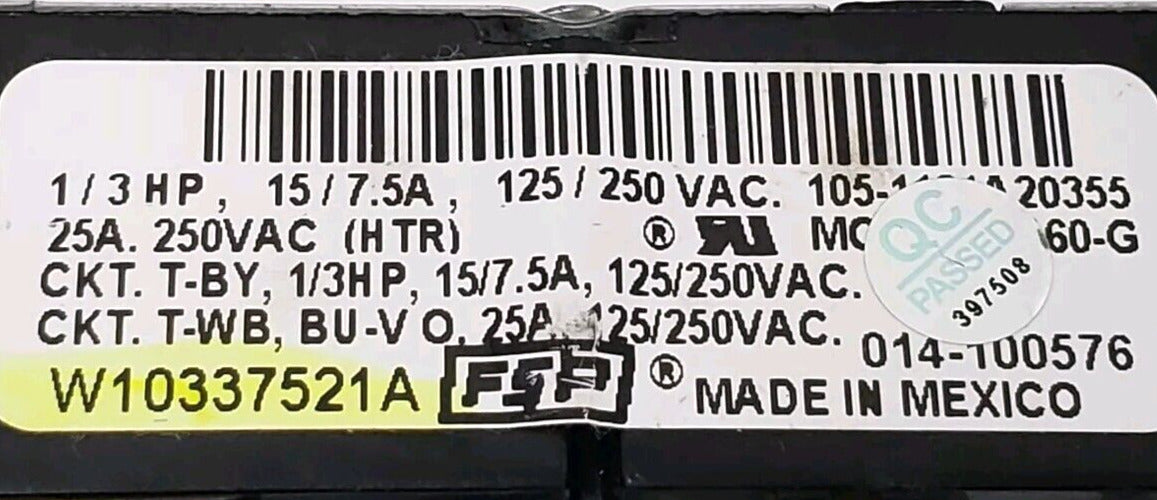 1/3 HP, 15/7.5A, 125/250 VAC.
25A. 250VAC (HTR) ®
CKT. T-BY, 1/3HP, 15/7.5A, 125/250VAC.
CKT. T-WB, BU-V O, 25A, 125/250VAC.
014-100576
W10337521A FSP ® MADE IN MEXICO
QC
PASSED
397508